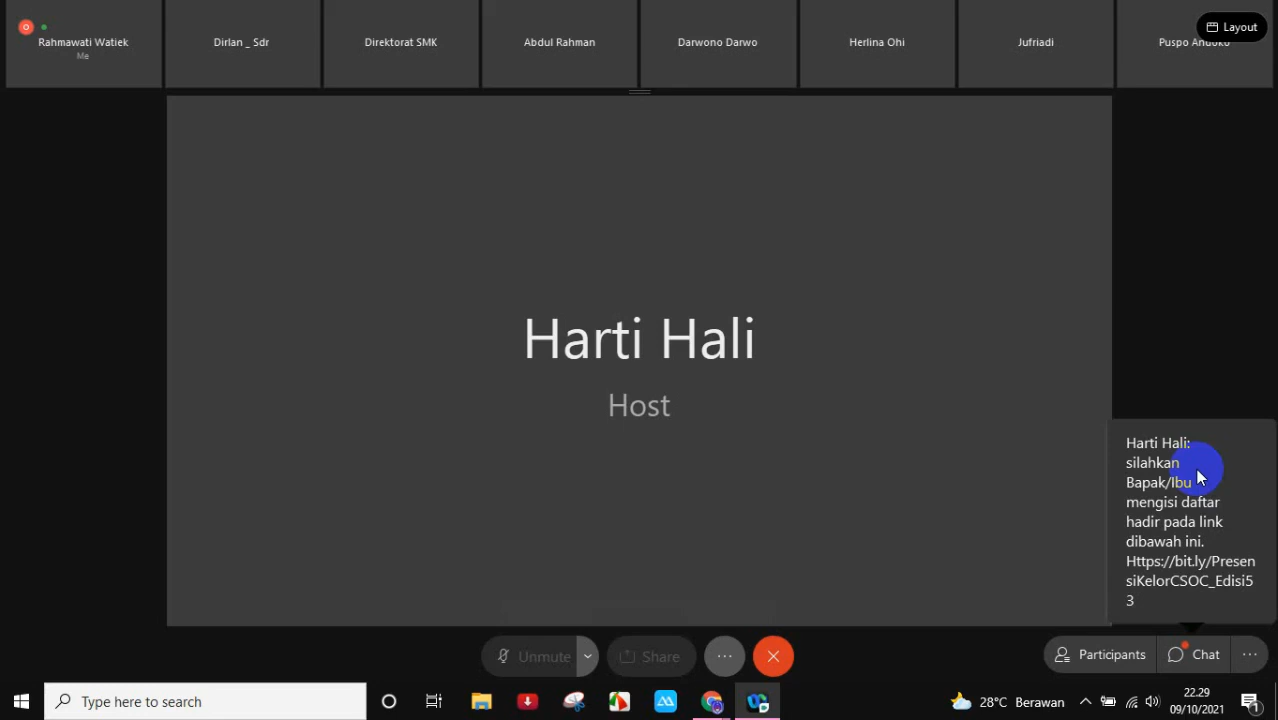 Rahmawati Watiek
Me
Dirlan _ Sdr
Direktorat SMK
Abdul Rahman
Darwono Darwo
Herlina Ohi
Jufriadi
Puspo
Layout
Harti Hali
Host
Harti Hali:
silahkan
Bapak/Ibu
mengisi daftar
hadir pada link
dibawah ini.
Https://bit.ly/Presen
siKelorCSOC_Edisi5
3
Unmute
Share
Participants
Chat
Type here to search
28°C Berawan
22.29
09/10/2021
1